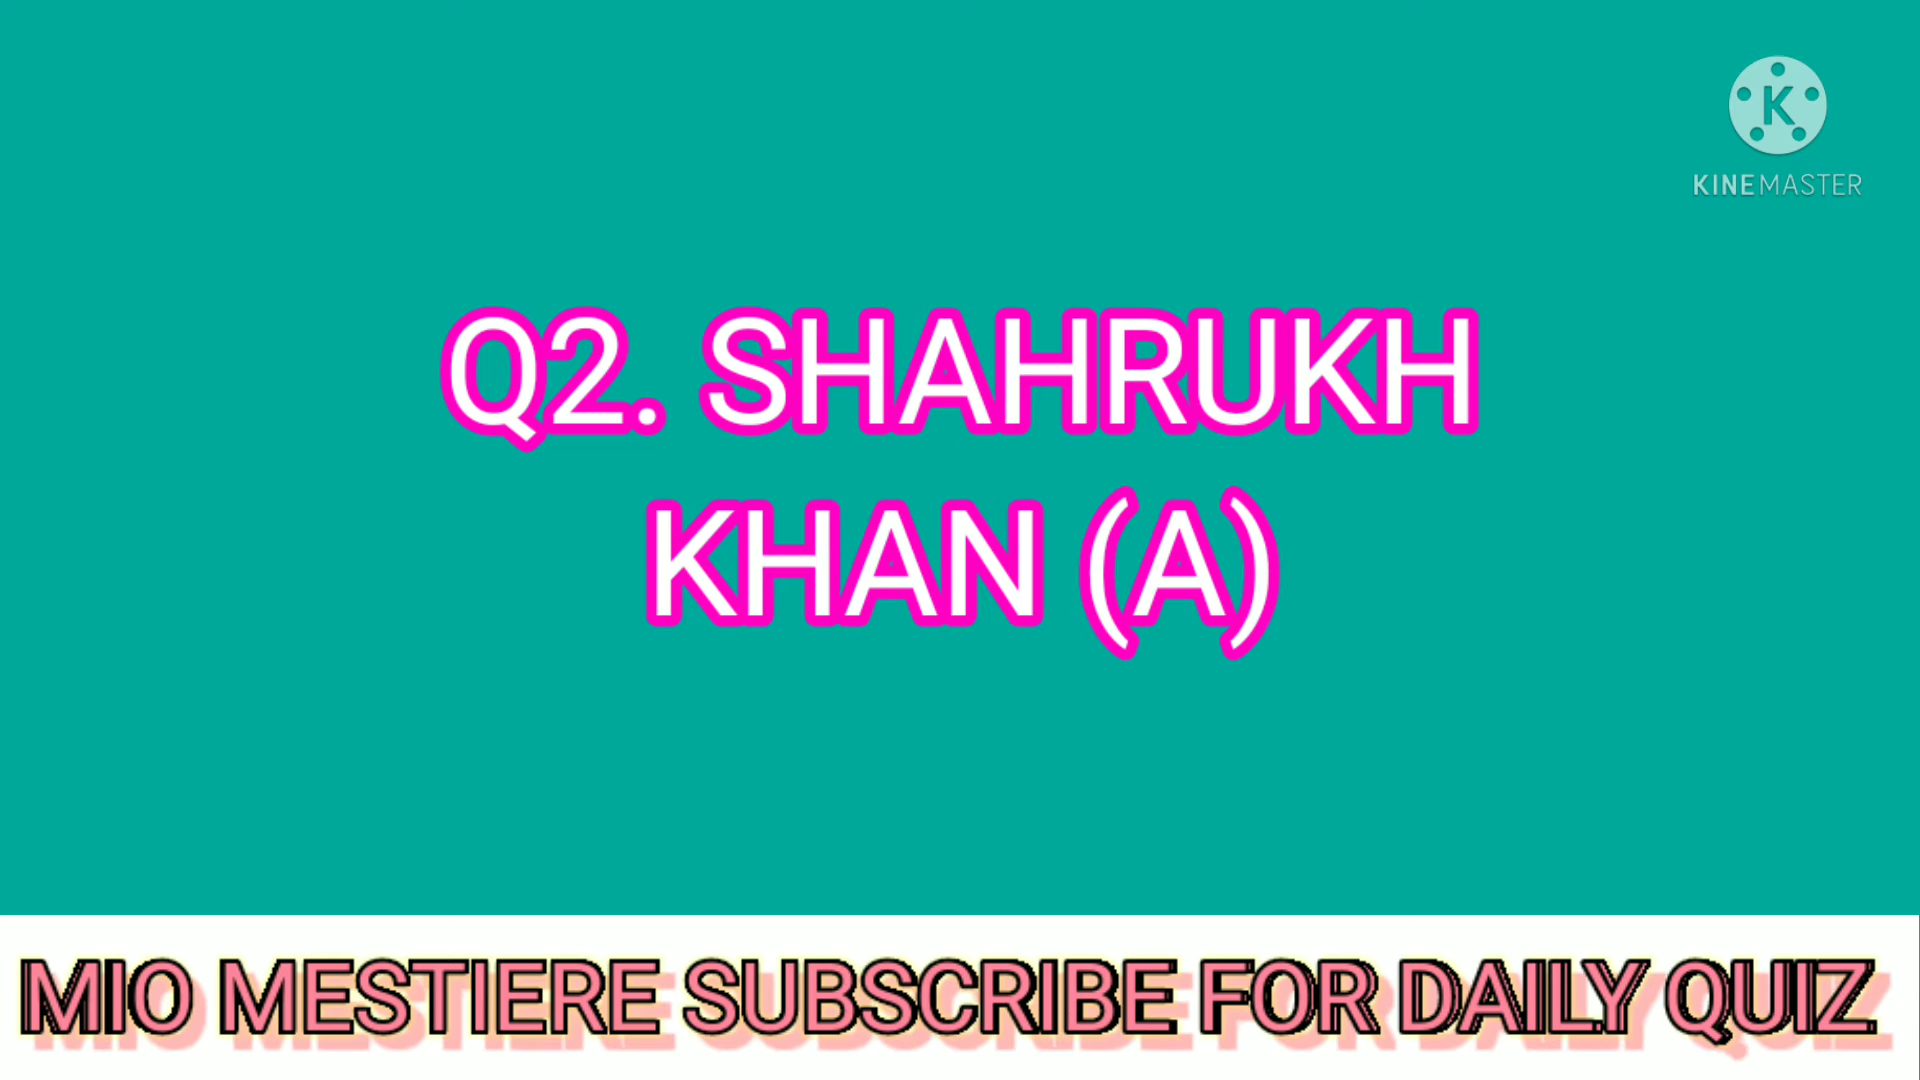 K
KINEMASTER
Q2. SHAHRUKH
KHAN (A)
MIO MESTIERE SUBSCRIBE FOR DAILY QUIZ